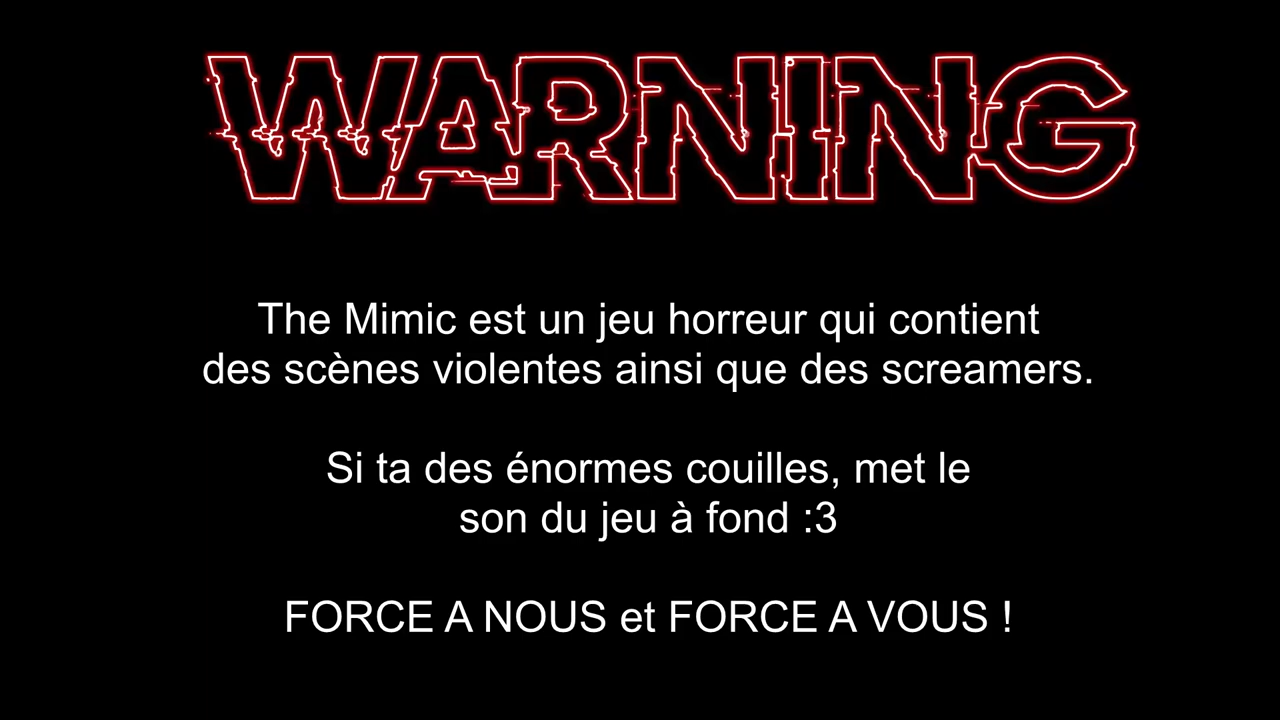 WARNING
The Mimic est un jeu horreur qui contient
des scènes violentes ainsi que des screamers.
Si ta des énormes couilles, met le
son du jeu à fond :3
FORCE A NOUS et FORCE A VOUS !